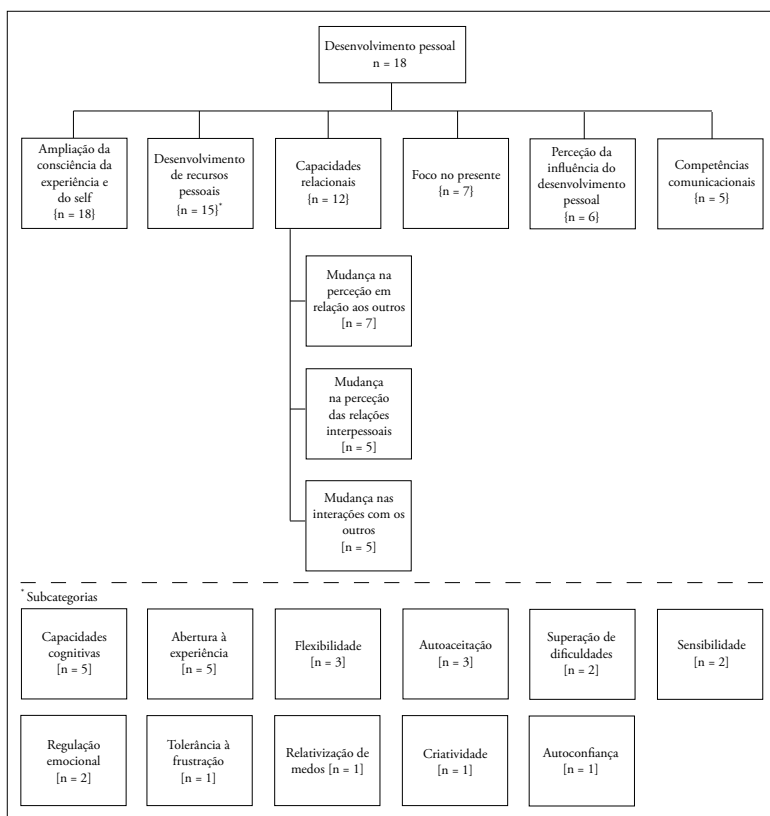 Desenvolvimento pessoal
n = 18
Ampliação da
consciência da
experiência e
do self
{n = 18}
Desenvolvimento
de recursos
pessoais
{n = 15}*
Capacidades
relacionais
{n = 12}
Foco no presente
{n = 7}
Perceção da
influência do
desenvolvimento
pessoal
{n = 6}
Competências
comunicacionais
{n = 5}
Mudança na
perceção em
relação aos outros
[n = 7]
Mudança
na perceção
das relações
interpessoais
[n = 5]
Mudança nas
interações com os
outros
[n = 5]
* Subcategorias
Capacidades
cognitivas
[n = 5]
Abertura à
experiência
[n = 5]
Flexibilidade
[n = 3]
Autoaceitação
[n = 3]
Superação de
dificuldades
[n = 2]
Sensibilidade
[n = 2]
Regulação
emocional
[n = 2]
Tolerância à
frustração
[n = 1]
Relativização de
medos [n = 1]
Criatividade
[n = 1]
Autoconfiança
[n = 1]